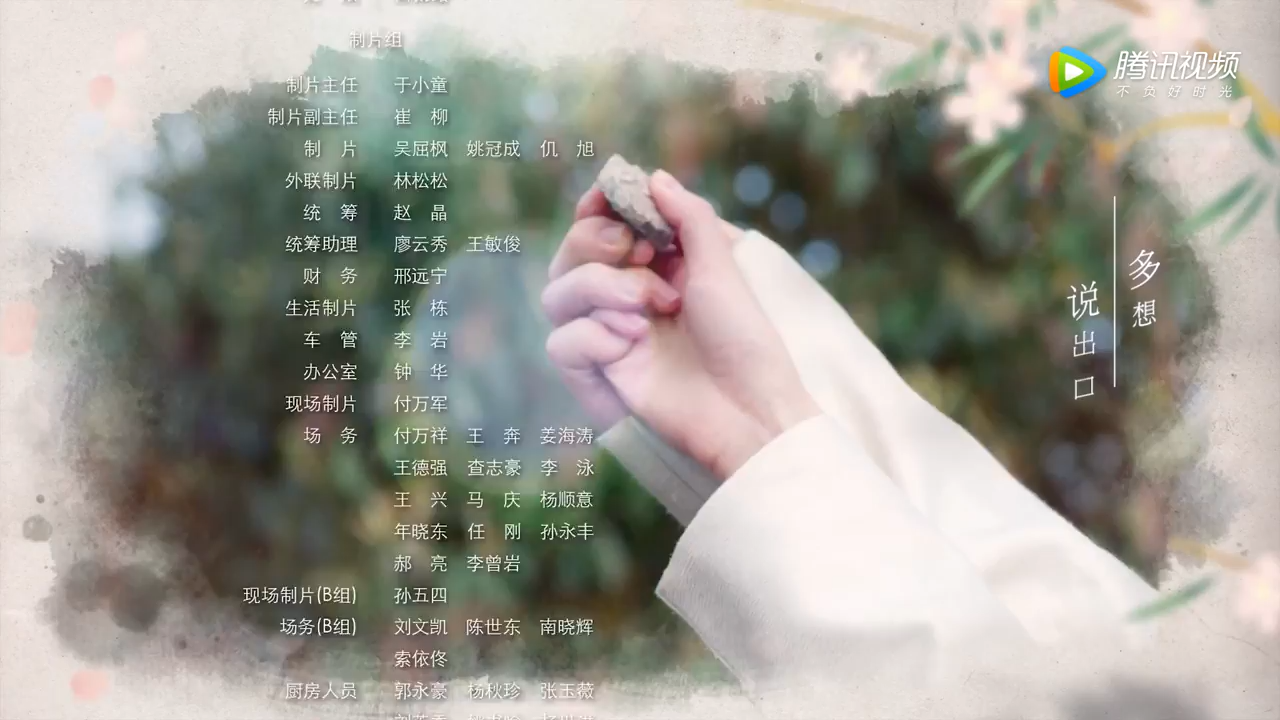 制片组
制片主任 于小童
制片副主任 崔 柳
制 片 吴屈枫 姚冠成 仉 旭
外联制片 林松松
统 筹 赵 晶
统筹助理 廖云秀 王敏俊
财 务 邢远宁
生活制片 张 栋
车 管 李 岩
办公室 钟 华
现场制片 付万军
场 务 付万祥 王 奔 姜海涛
王德强 查志豪 李 泳
王 兴 马 庆 杨顺意
年晓东 任 刚 孙永丰
郝 亮 李曾岩
现场制片(B组) 孙五四
场务(B组) 刘文凯 陈世东 南晓辉
索依佟
厨房人员 郭永豪 杨秋珍 张玉薇
腾讯视频
不负好时光
多想
说出口